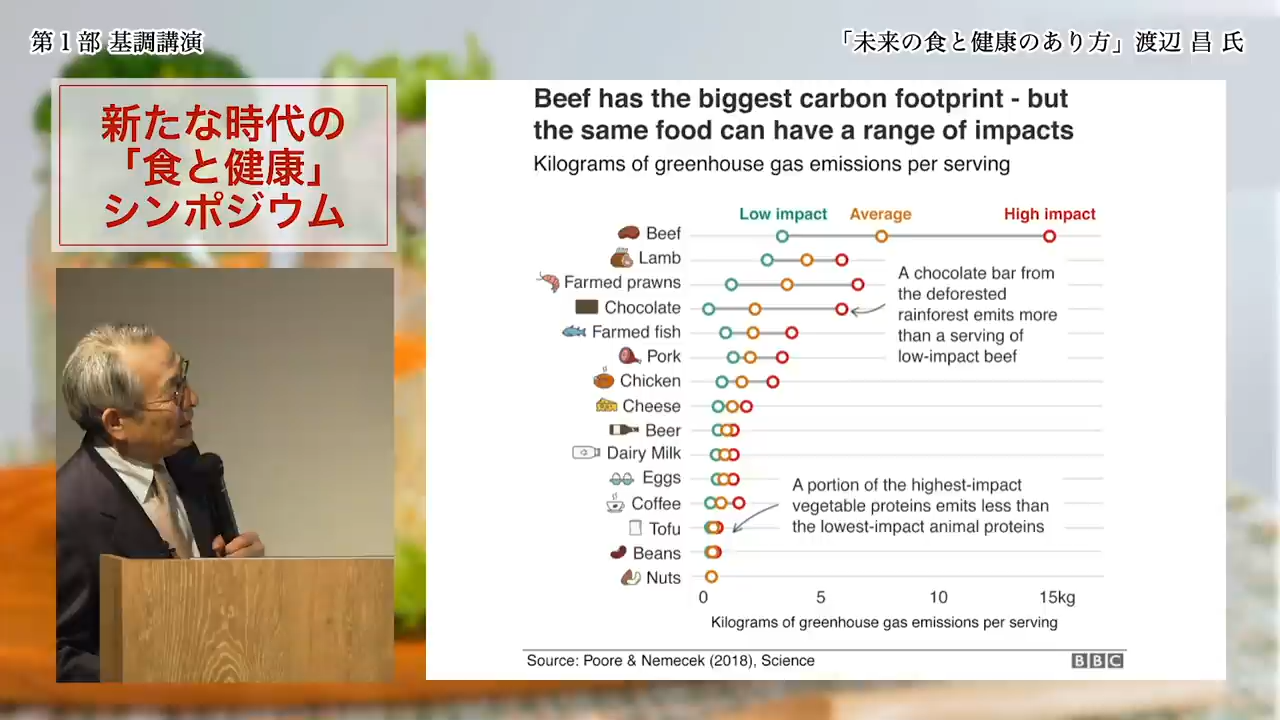 第1部 基調講演
「未来の食と健康のあり方」渡辺 昌 氏
新たな時代の
「食と健康」
シンポジウム
Beef has the biggest carbon footprint - but
the same food can have a range of impacts
Kilograms of greenhouse gas emissions per serving
Low impact
Average
High impact
Beef
Lamb
Farmed prawns
Chocolate
Farmed fish
Pork
Chicken
Cheese
Beer
Dairy Milk
Eggs
Coffee
Tofu
Beans
Nuts
A chocolate bar from
the deforested
rainforest emits more
than a serving of
low-impact beef
A portion of the highest-impact
vegetable proteins emits less than
the lowest-impact animal proteins
0 5 10 15kg
Kilograms of greenhouse gas emissions per serving
Source: Poore & Nemecek (2018), Science
BBC